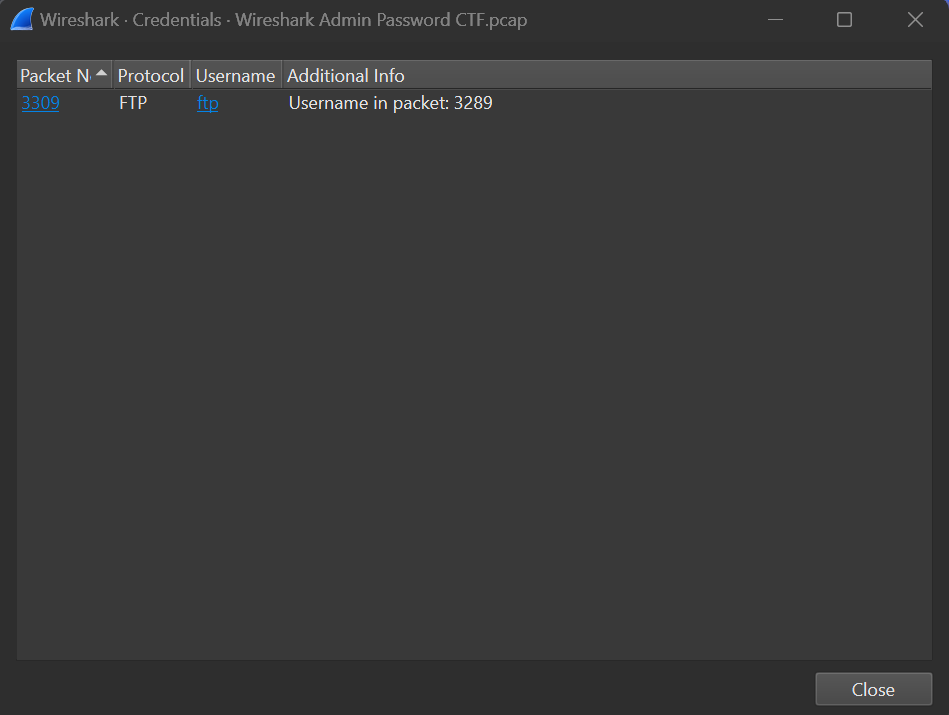 Wireshark · Credentials · Wireshark Admin Password CTF.pcap
Packet N Protocol Username Additional Info
3309 FTP ftp Username in packet: 3289
Close